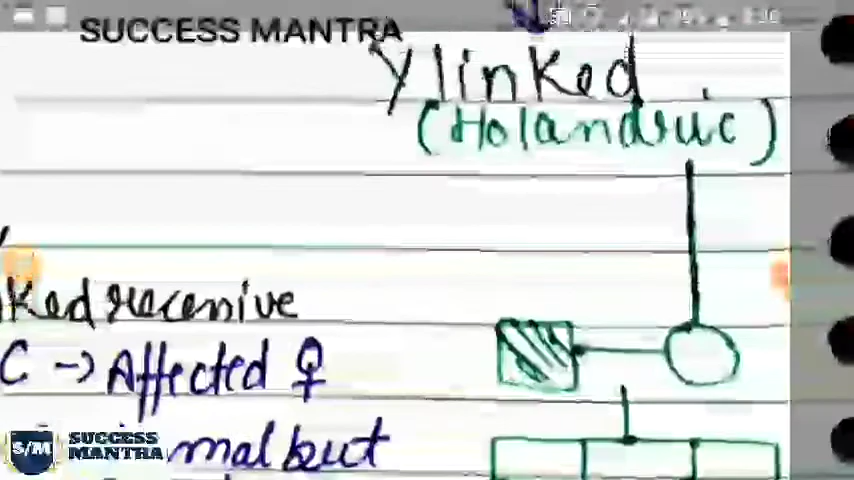 SUCCESS MANTRA
Y linked
(Holandric)
ked recessive
C → Affected ♀
mal but
S/M SUCCESS
MANTRA